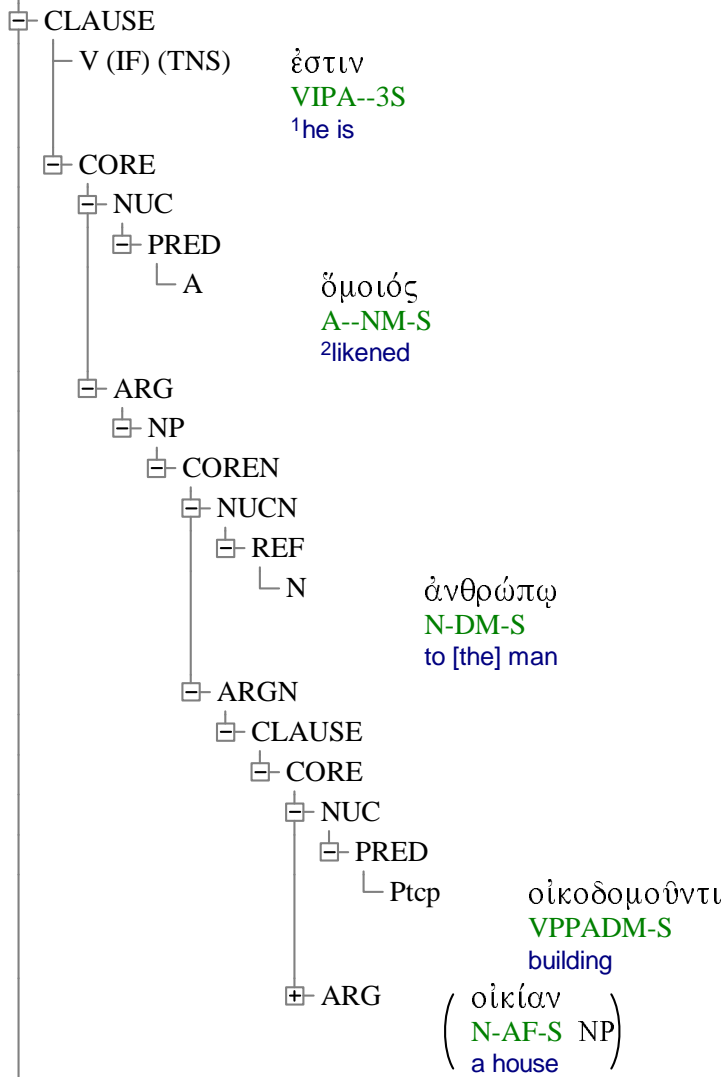 CLAUSE
V (IF) (TNS) ἐστιν
VIPA--3S
1he is
CORE
NUC
PRED
A ὅμοιός
A--NM-S
2likened
ARG
NP
COREN
NUCN
REF
N ἀνθρώπῳ
N-DM-S
to [the] man
ARGN
CLAUSE
CORE
NUC
PRED
Ptcp οἰκοδομοῦντι
VPPADM-S
building
ARG ( οἰκίαν
N-AF-S NP)
a house